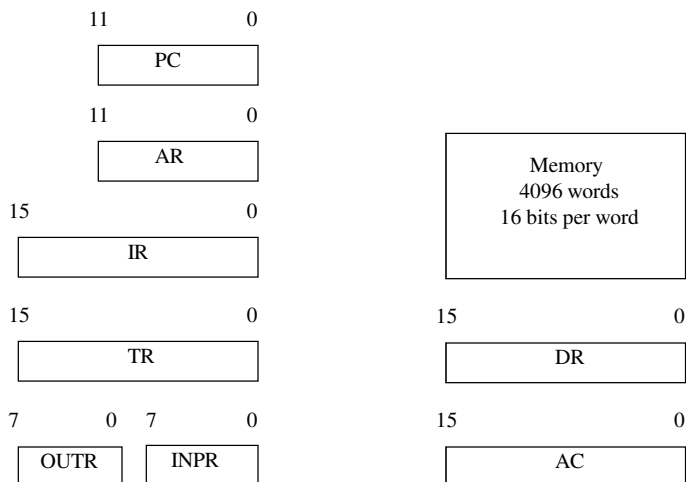 11 0
PC
11 0
AR
Memory
4096 words
16 bits per word
15 0
IR
15 0
TR
15 0
DR
7 0 7 0
OUTR INPR
15 0
AC